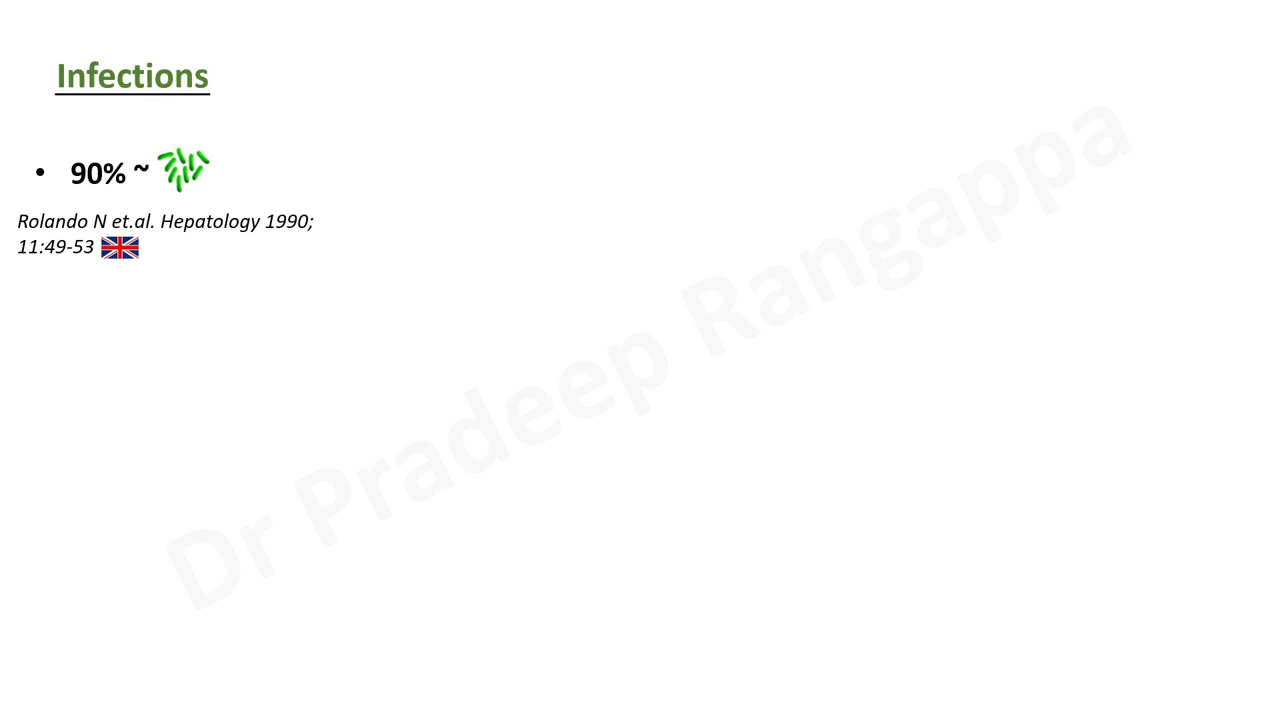 Infections
• 90% ~
Rolando N et.al. Hepatology 1990;
11:49-53
Dr Pradeep Rangappa